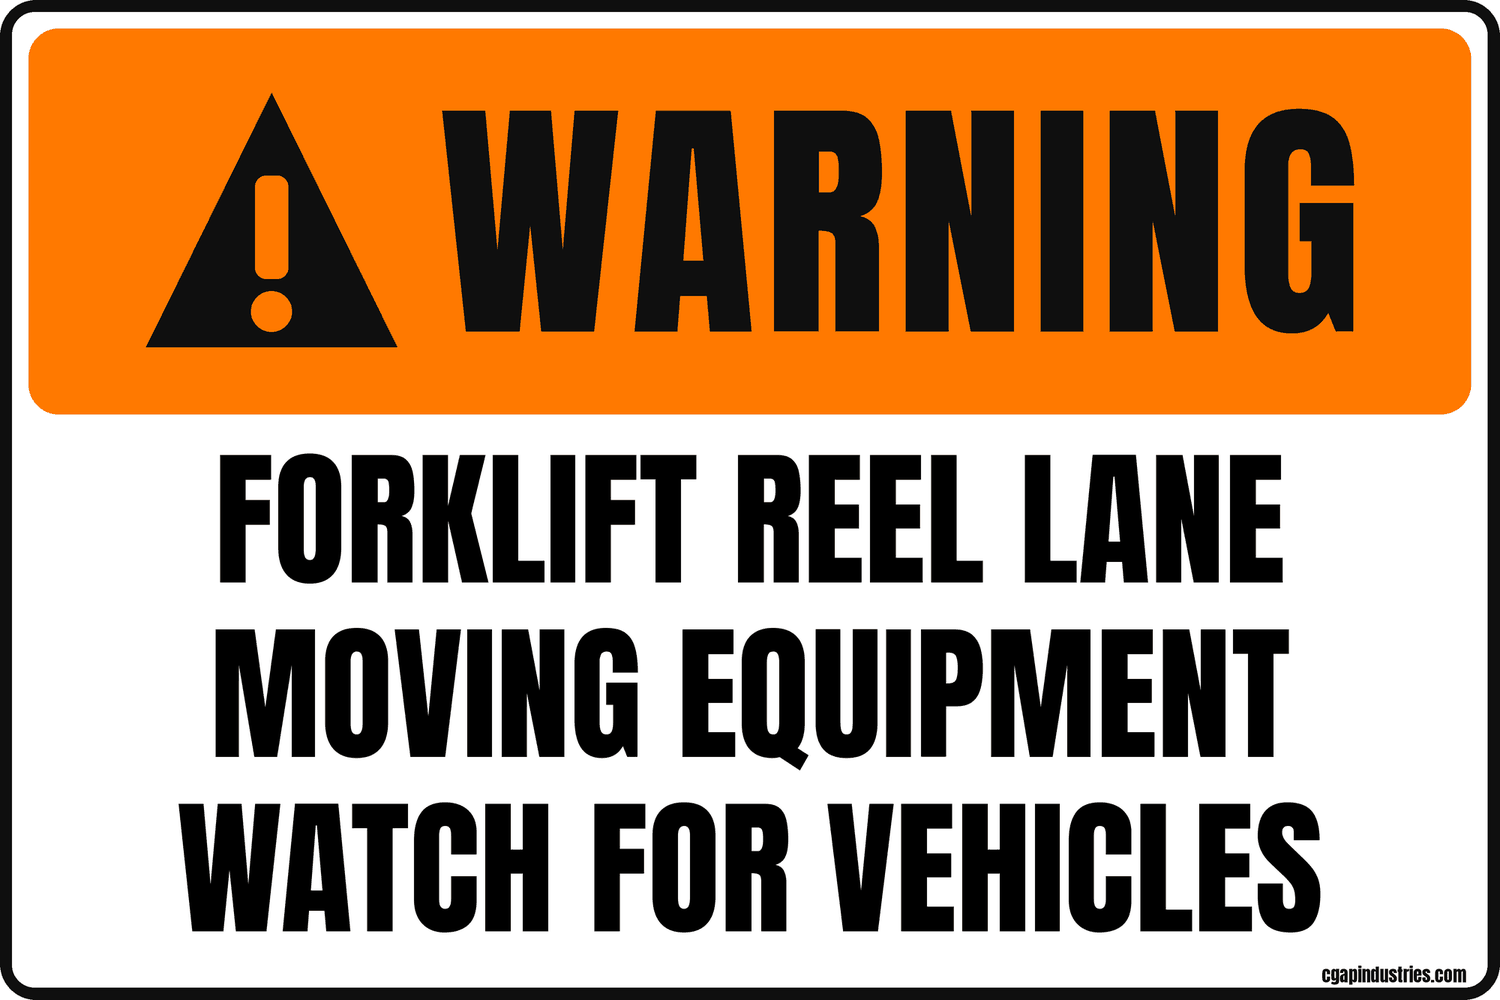 WARNING
FORKLIFT REEL LANE
MOVING EQUIPMENT
WATCH FOR VEHICLES
cgapindustries.com